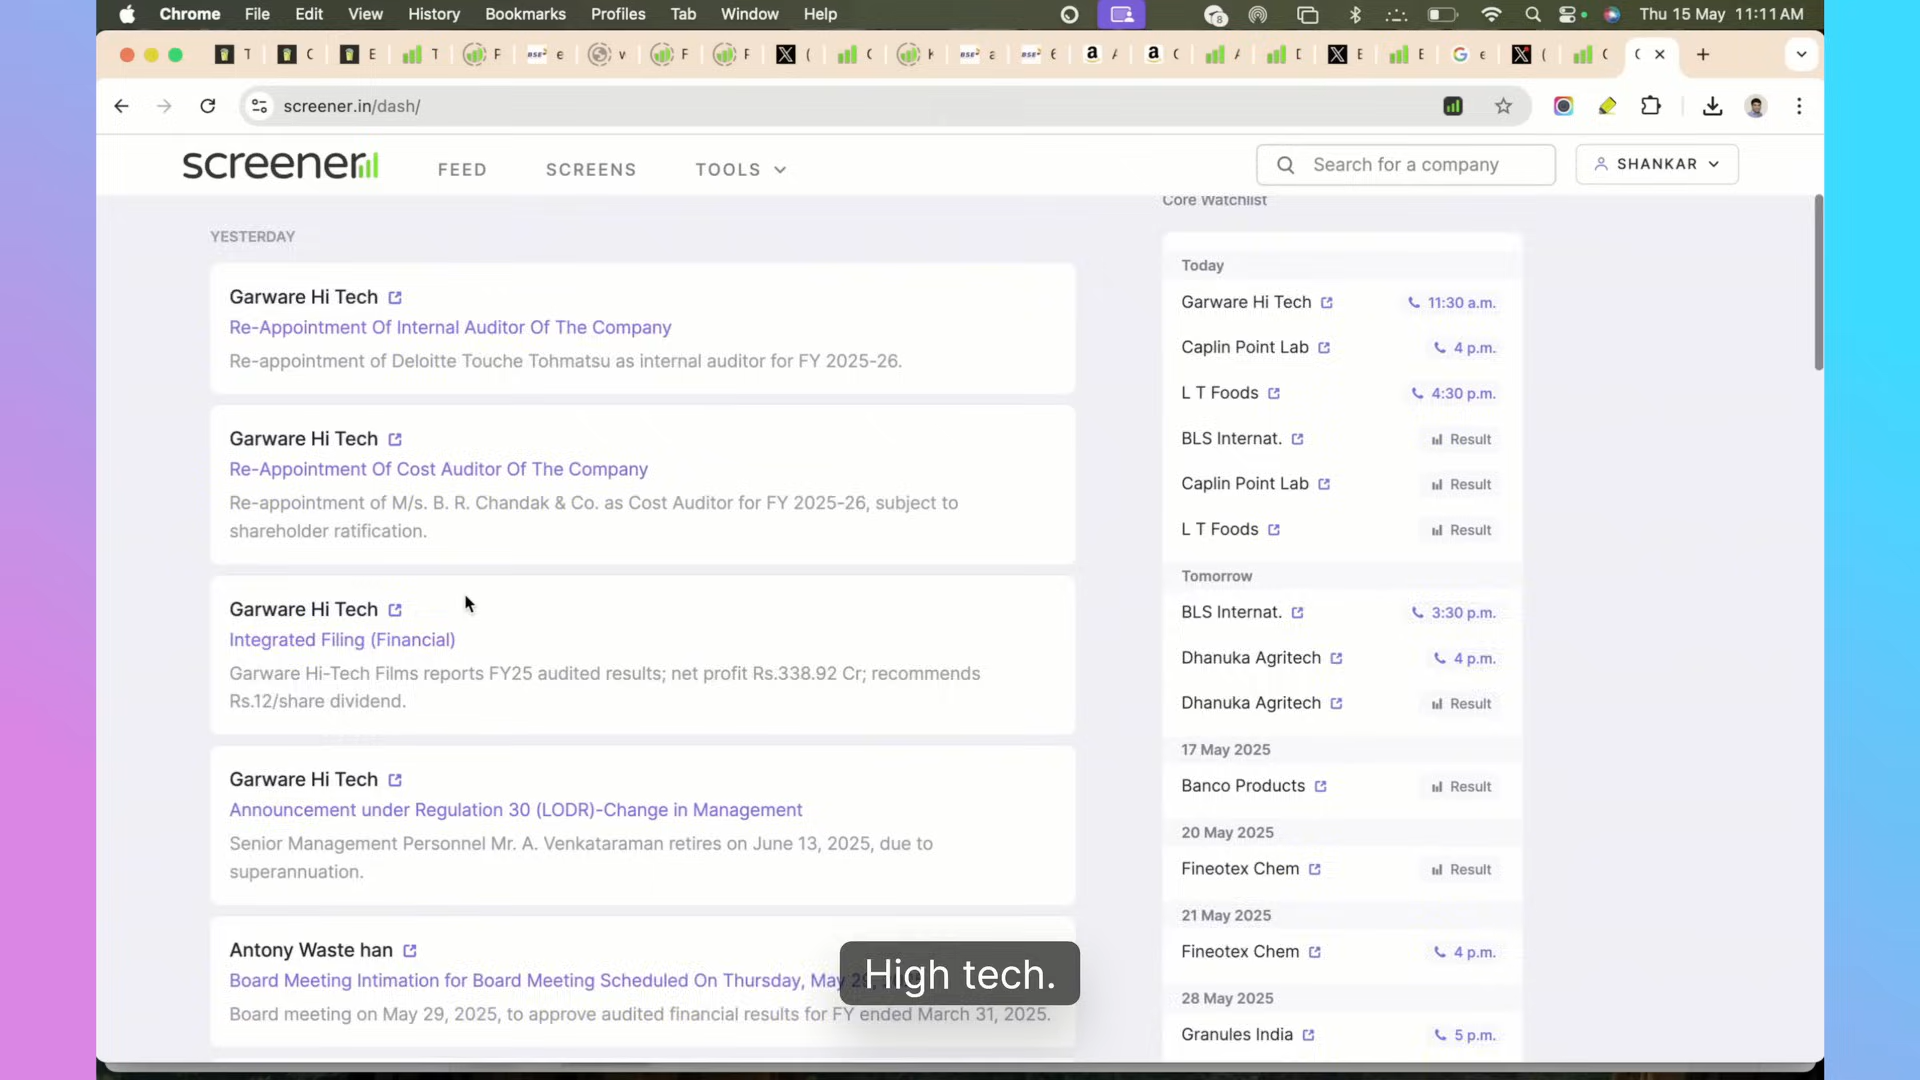 Chrome File Edit View History Bookmarks Profiles Tab Window Help
8
Thu 15 May 11:11 AM
screener.in/dash/
screener
FEED
SCREENS
TOOLS
Search for a company
SHANKAR
YESTERDAY
Garware Hi Tech
Re-Appointment Of Internal Auditor Of The Company
Re-appointment of Deloitte Touche Tohmatsu as internal auditor for FY 2025-26.
Garware Hi Tech
Re-Appointment Of Cost Auditor Of The Company
Re-appointment of M/s. B. R. Chandak & Co. as Cost Auditor for FY 2025-26, subject to
shareholder ratification.
Garware Hi Tech
Integrated Filing (Financial)
Garware Hi-Tech Films reports FY25 audited results; net profit Rs.338.92 Cr; recommends
Rs.12/share dividend.
Garware Hi Tech
Announcement under Regulation 30 (LODR)-Change in Management
Senior Management Personnel Mr. A. Venkataraman retires on June 13, 2025, due to
superannuation.
Antony Waste han
Board Meeting Intimation for Board Meeting Scheduled On Thursday, May
Board meeting on May 29, 2025, to approve audited financial results for FY ended March 31, 2025.
Core Watchlist
Today
Garware Hi Tech 11:30 a.m.
Caplin Point Lab 4 p.m.
L T Foods 4:30 p.m.
BLS Internat. Result
Caplin Point Lab Result
L T Foods Result
Tomorrow
BLS Internat. 3:30 p.m.
Dhanuka Agritech 4 p.m.
Dhanuka Agritech Result
17 May 2025
Banco Products Result
20 May 2025
Fineotex Chem Result
21 May 2025
Fineotex Chem 4 p.m.
28 May 2025
Granules India 5 p.m.
High tech.